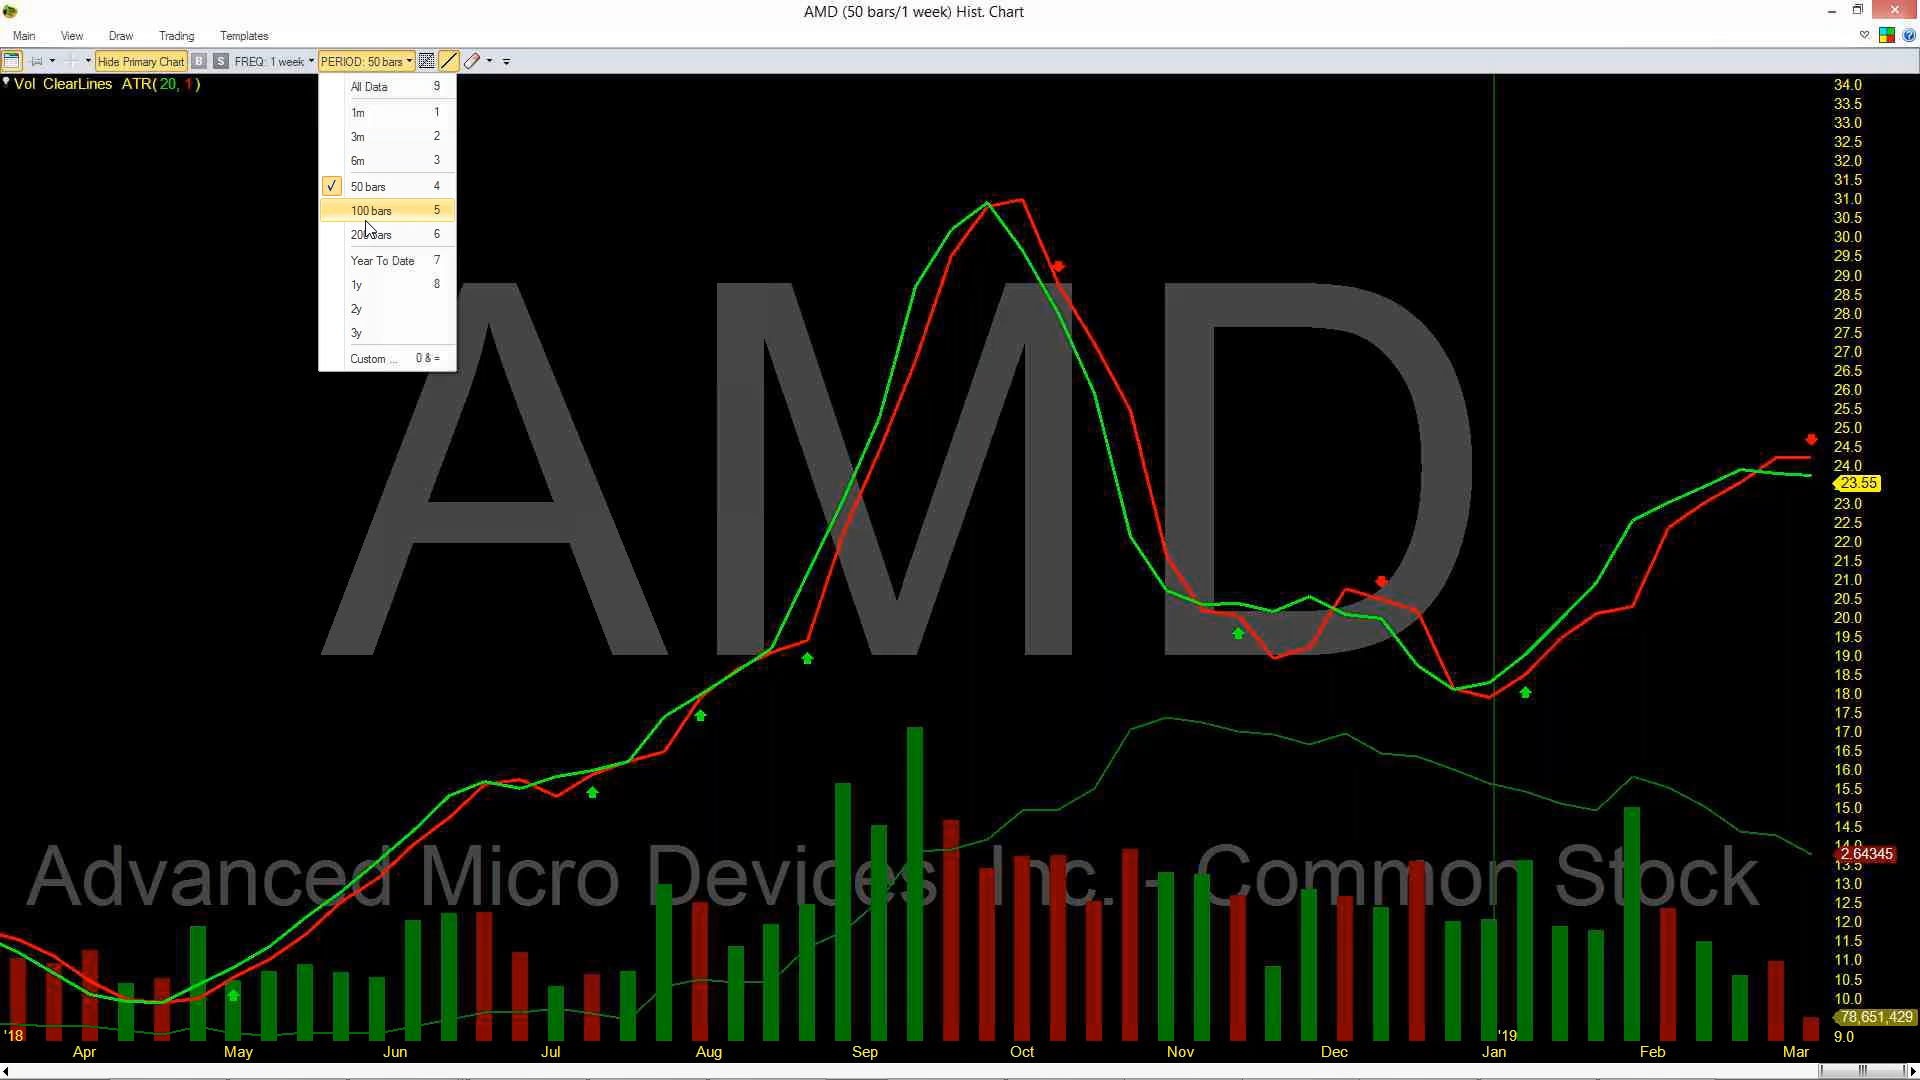 AMD (50 bars/1 week) Hist. Chart
Main View Draw Trading Templates
Hide Primary Chart B S FREQ: 1 week PERIOD: 50 bars
Vol ClearLines ATR( 20, 1 )
All Data 9
1m 1
3m 2
6m 3
50 bars 4
100 bars 5
200 bars 6
Year To Date 7
1y 8
2y
3y
Custom ... 0 & =
AMD
Advanced Micro Devices, Inc. - Common Stock
34.0
33.5
33.0
32.5
32.0
31.5
31.0
30.5
30.0
29.5
29.0
28.5
28.0
27.5
27.0
26.5
26.0
25.5
25.0
24.5
24.0
23.55
23.0
22.5
22.0
21.5
21.0
20.5
20.0
19.5
19.0
18.5
18.0
17.5
17.0
16.5
16.0
15.5
15.0
14.5
14.0
2.64345
13.5
13.0
12.5
12.0
11.5
11.0
10.5
10.0
78,651,429
9.0
'18 '19
Apr May Jun Jul Aug Sep Oct Nov Dec Jan Feb Mar